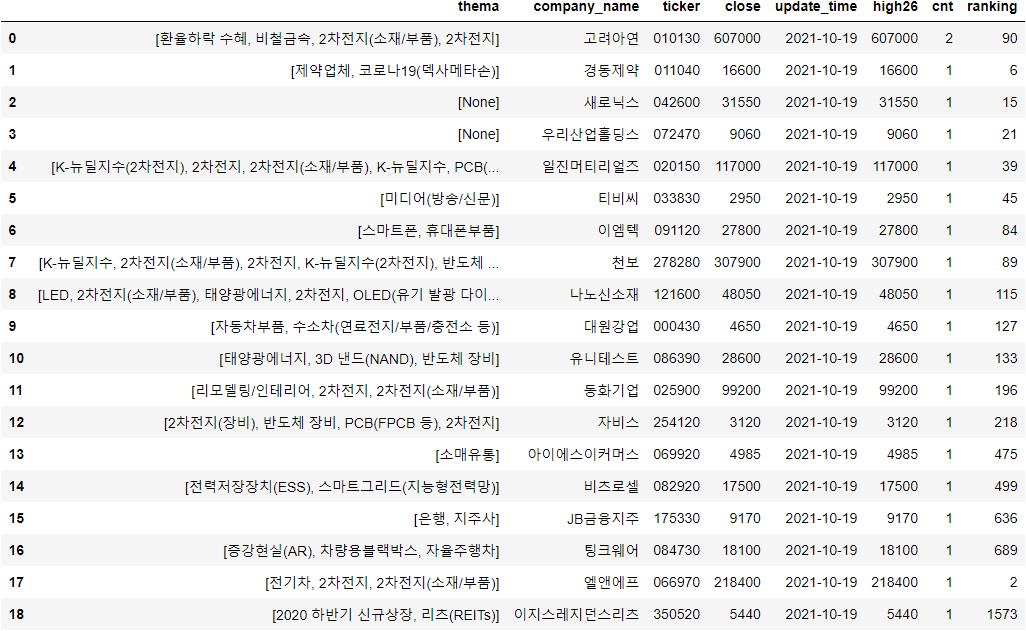 thema company_name ticker close update_time high26 cnt ranking
0 [환율하락 수혜, 비철금속, 2차전지(소재/부품), 2차전지] 고려아연 010130 607000 2021-10-19 607000 2 90
1 [제약업체, 코로나19(덱사메타손)] 경동제약 011040 16600 2021-10-19 16600 1 6
2 [None] 새로닉스 042600 31550 2021-10-19 31550 1 15
3 [None] 우리산업홀딩스 072470 9060 2021-10-19 9060 1 21
4 [K-뉴딜지수(2차전지), 2차전지, 2차전지(소재/부품), K-뉴딜지수, PCB(... 일진머티리얼즈 020150 117000 2021-10-19 117000 1 39
5 [미디어(방송/신문)] 티비씨 033830 2950 2021-10-19 2950 1 45
6 [스마트폰, 휴대폰부품] 이엠텍 091120 27800 2021-10-19 27800 1 84
7 [K-뉴딜지수, 2차전지(소재/부품), 2차전지, K-뉴딜지수(2차전지), 반도체 ... 천보 278280 307900 2021-10-19 307900 1 89
8 [LED, 2차전지(소재/부품), 태양광에너지, 2차전지, OLED(유기 발광 다이... 나노신소재 121600 48050 2021-10-19 48050 1 115
9 [자동차부품, 수소차(연료전지/부품/충전소 등)] 대원강업 000430 4650 2021-10-19 4650 1 127
10 [태양광에너지, 3D 낸드(NAND), 반도체 장비] 유니테스트 086390 28600 2021-10-19 28600 1 133
11 [리모델링/인테리어, 2차전지, 2차전지(소재/부품)] 동화기업 025900 99200 2021-10-19 99200 1 196
12 [2차전지(장비), 반도체 장비, PCB(FPCB 등), 2차전지] 자비스 254120 3120 2021-10-19 3120 1 218
13 [소매유통] 아이에스이커머스 069920 4985 2021-10-19 4985 1 475
14 [전력저장장치(ESS), 스마트그리드(지능형전력망)] 비츠로셀 082920 17500 2021-10-19 17500 1 499
15 [은행, 지주사] JB금융지주 175330 9170 2021-10-19 9170 1 636
16 [증강현실(AR), 차량용블랙박스, 자율주행차] 팅크웨어 084730 18100 2021-10-19 18100 1 689
17 [전기차, 2차전지, 2차전지(소재/부품)] 엘앤에프 066970 218400 2021-10-19 218400 1 2
18 [2020 하반기 신규상장, 리츠(REITs)] 이지스레지던스리츠 350520 5440 2021-10-19 5440 1 1573